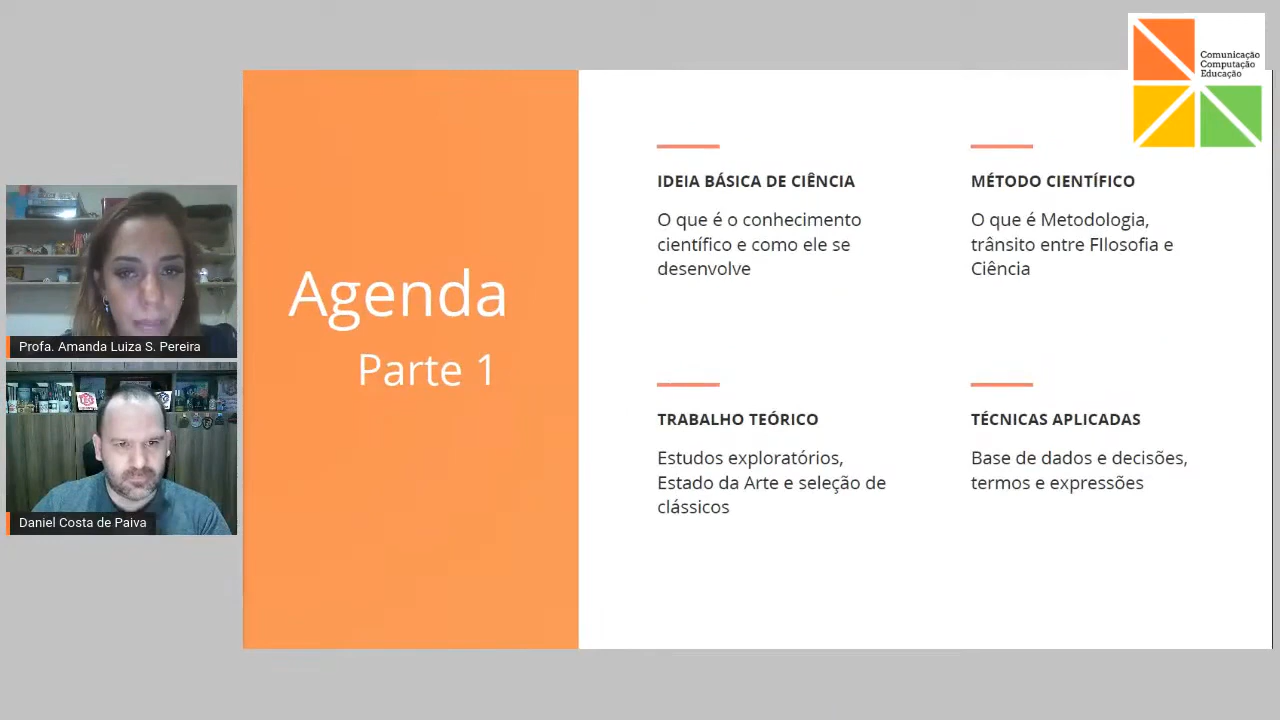 Comunicação
Computação
Educação
Agenda
Parte 1
IDEIA BÁSICA DE CIÊNCIA
O que é o conhecimento
científico e como ele se
desenvolve
MÉTODO CIENTÍFICO
O que é Metodologia,
trânsito entre FIlosofia e
Ciência
TRABALHO TEÓRICO
Estudos exploratórios,
Estado da Arte e seleção de
clássicos
TÉCNICAS APLICADAS
Base de dados e decisões,
termos e expressões
Profa. Amanda Luiza S. Pereira
Daniel Costa de Paiva